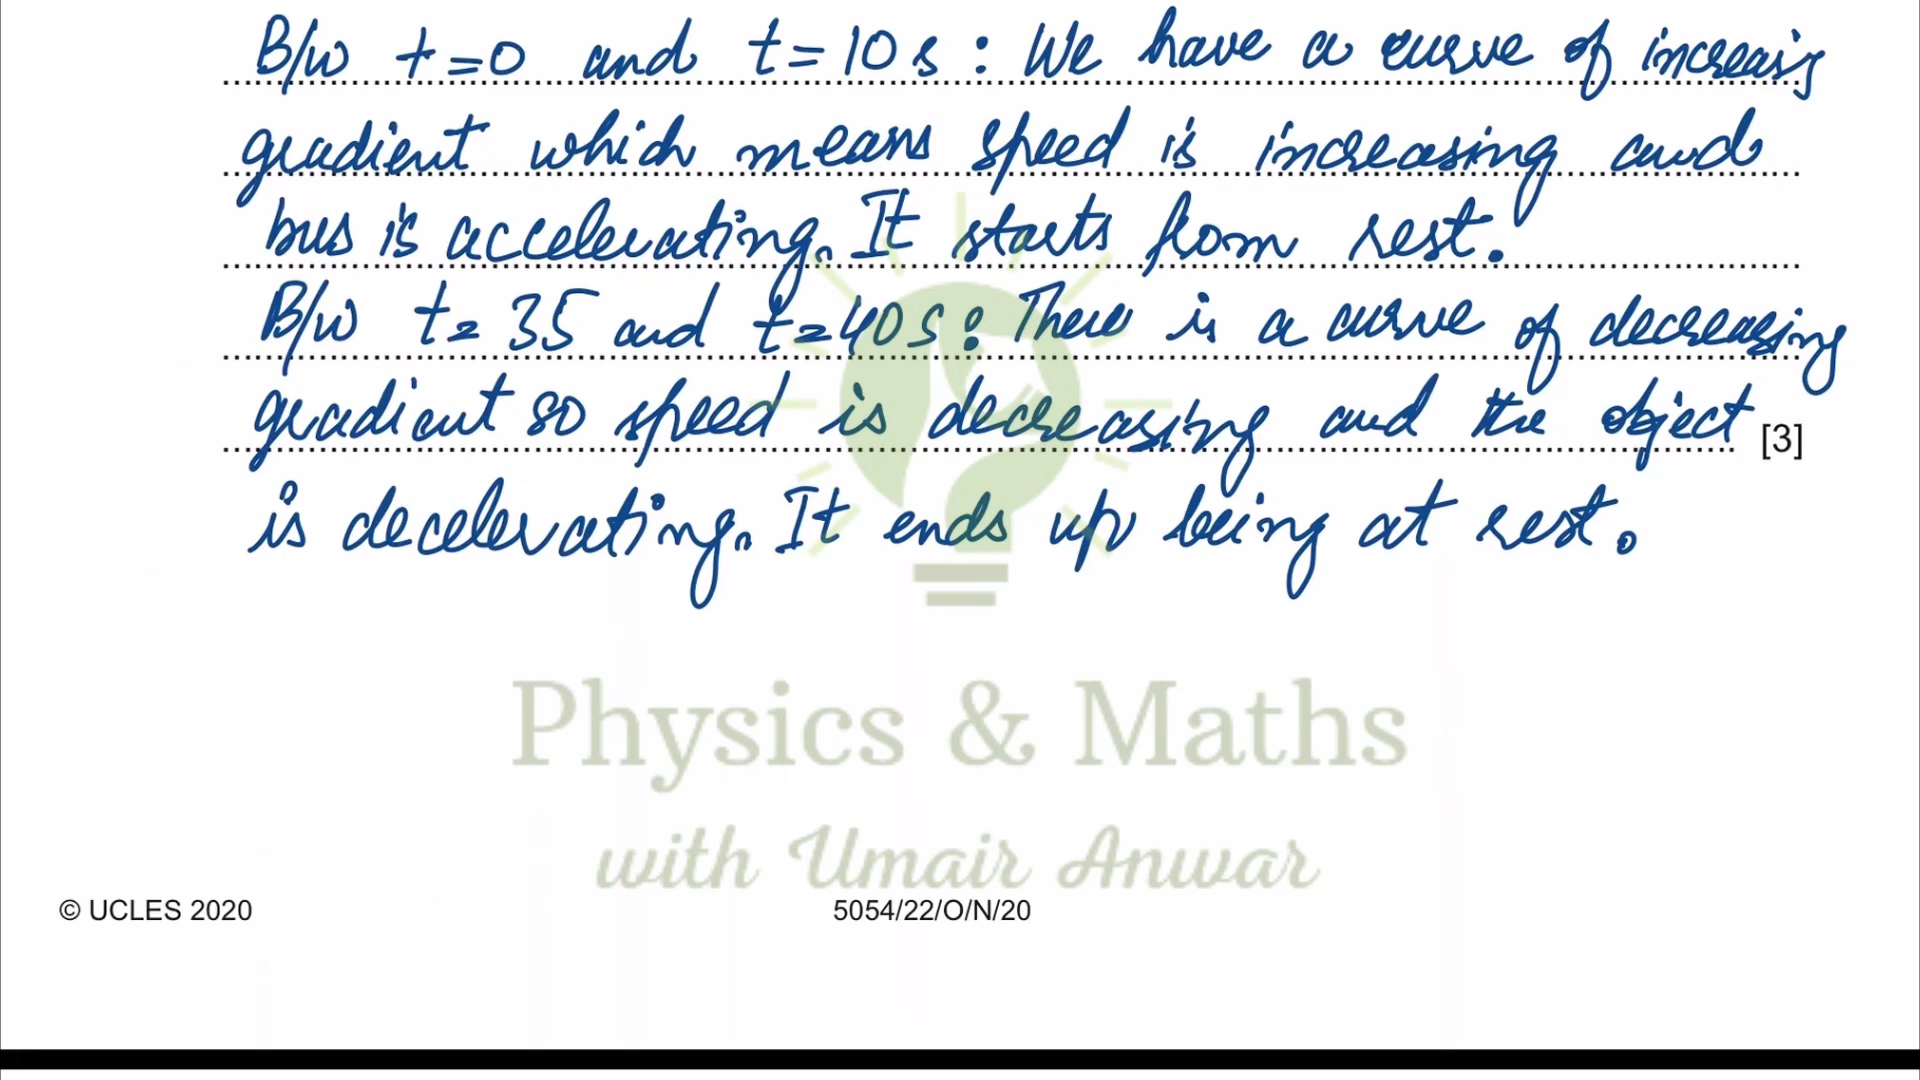 B/w t=0 and t=10s: We have a curve of increasing
gradient which means speed is increasing and
bus is accelerating. It starts from rest.
B/w t=35 and t=40s: There is a curve of decreasing
gradient so speed is decreasing and the object [3]
is decelerating. It ends up being at rest.
Physics & Maths
with Umair Anwar
© UCLES 2020 5054/22/O/N/20